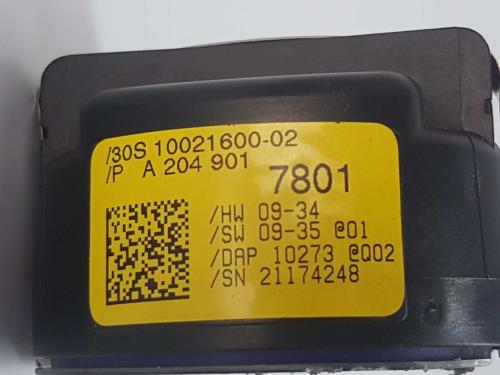 /30S 10021600-02
/P A 204 901
7801
/HW 09-34
/SW 09-35 @01
/DAP 10273 @Q02
/SN 21174248